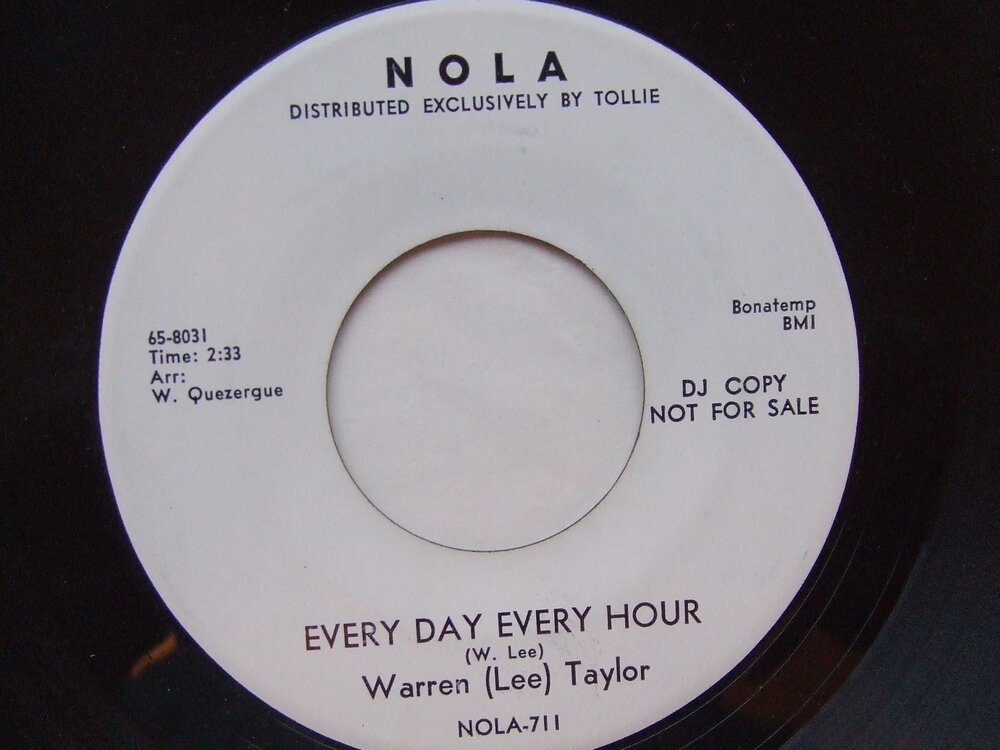 NOLA
DISTRIBUTED EXCLUSIVELY BY TOLLIE
65-8031
Time: 2:33
Arr:
W. Quezergue
Bonatemp
BMI
DJ COPY
NOT FOR SALE
EVERY DAY EVERY HOUR
(W. Lee)
Warren (Lee) Taylor
NOLA-711